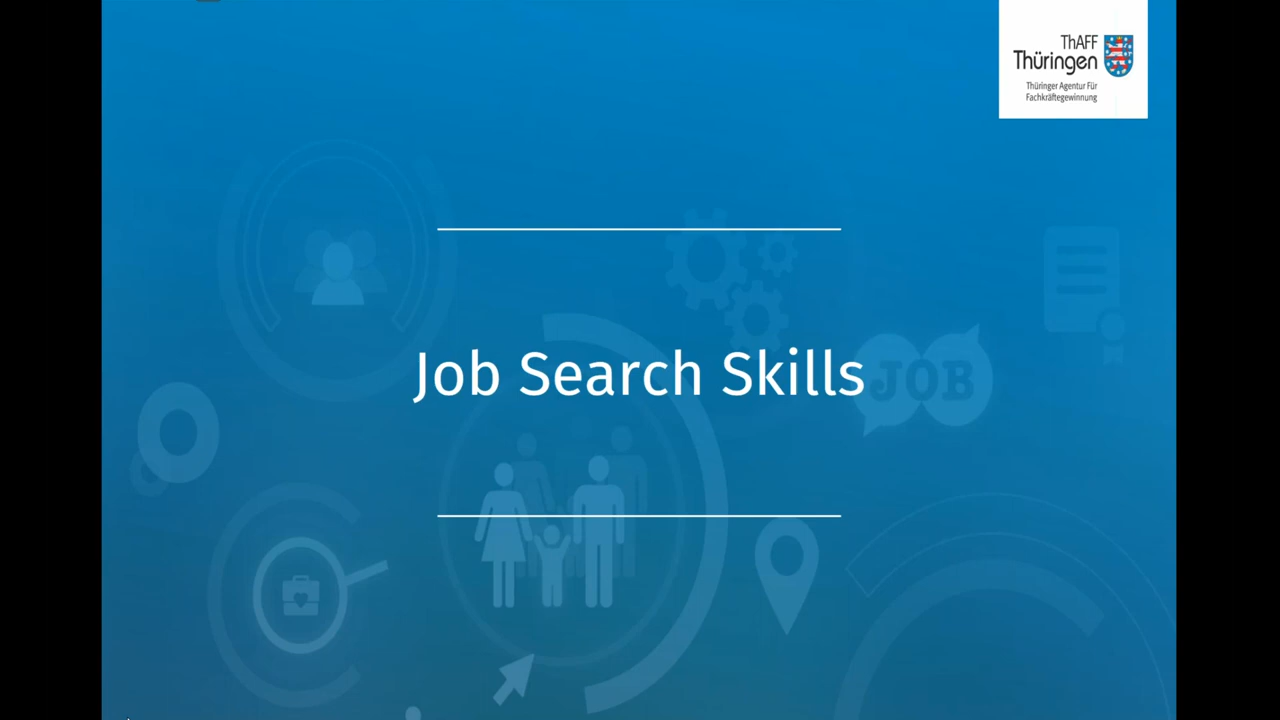 ThAFF
Thüringen
Thüringer Agentur Für
Fachkräftegewinnung
Job Search Skills
JOB